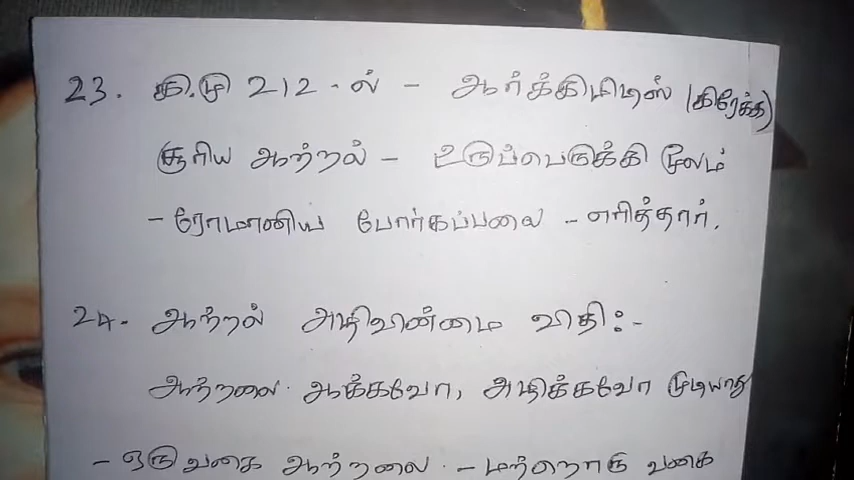 23. கி.மு 212 - ல் - ஆர்க்கிமிடிஸ் (கிரேக்க)
சூரிய ஆற்றல் - உருப்பெருக்கி மூலம்
- ரோமானிய போர்கப்பலை - எரித்தார்.
24. ஆற்றல் அழிவின்மை விதி :-
ஆற்றலை ஆக்கவோ, அழிக்கவோ முடியாது
- ஒரு வகை ஆற்றலை - மற்றொரு வகை